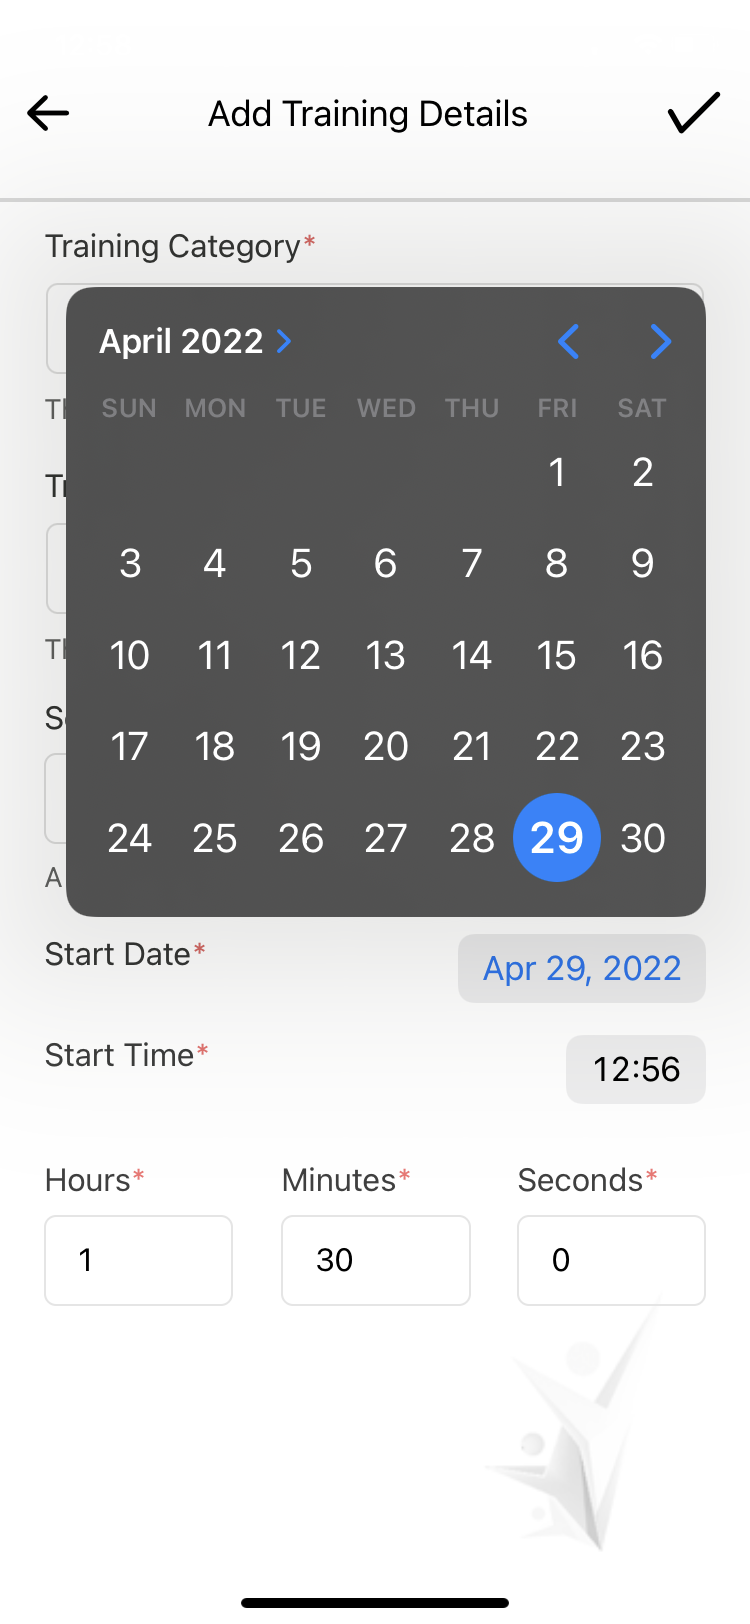 Add Training Details
Training Category*
April 2022
SUN MON TUE WED THU FRI SAT
1 2
3 4 5 6 7 8 9
10 11 12 13 14 15 16
17 18 19 20 21 22 23
24 25 26 27 28 29 30
Start Date* Apr 29, 2022
Start Time* 12:56
Hours* Minutes* Seconds*
1 30 0